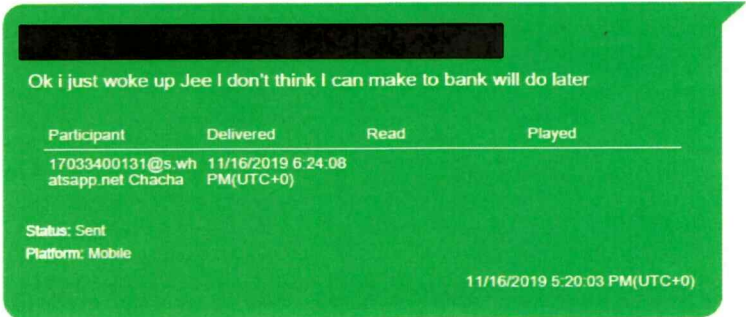 Ok i just woke up Jee I don't think I can make to bank will do later
Participant Delivered Read Played
17033400131@s.wh 11/16/2019 6:24:08
atsapp.net Chacha PM(UTC+0)
Status: Sent
Platform: Mobile
11/16/2019 5:20:03 PM(UTC+0)